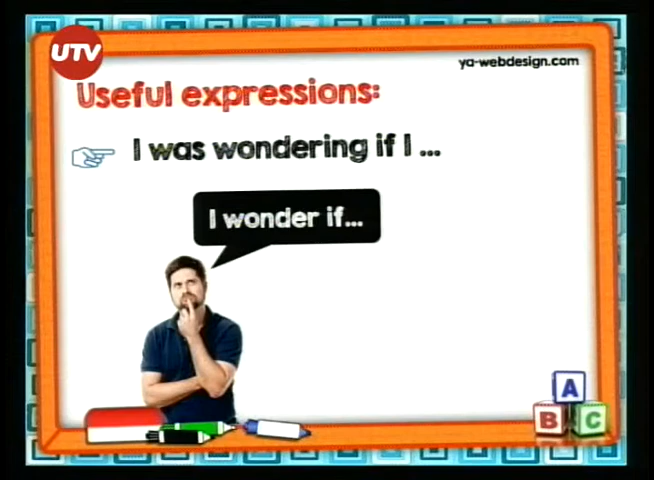 UTV
ya-webdesign.com
Useful expressions:
I was wondering if I ...
I wonder if...
A
B C